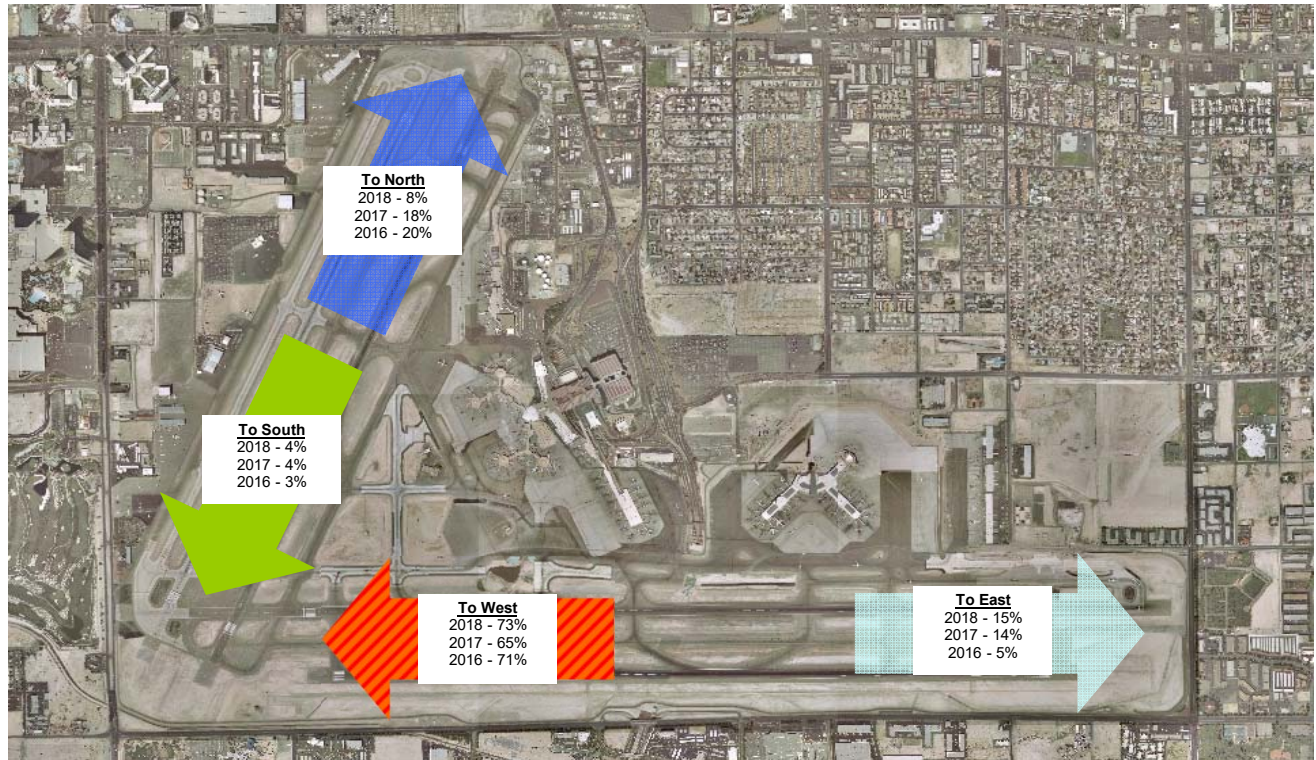 To North
2018 - 8%
2017 - 18%
2016 - 20%
To South
2018 - 4%
2017 - 4%
2016 - 3%
To West
2018 - 73%
2017 - 65%
2016 - 71%
To East
2018 - 15%
2017 - 14%
2016 - 5%